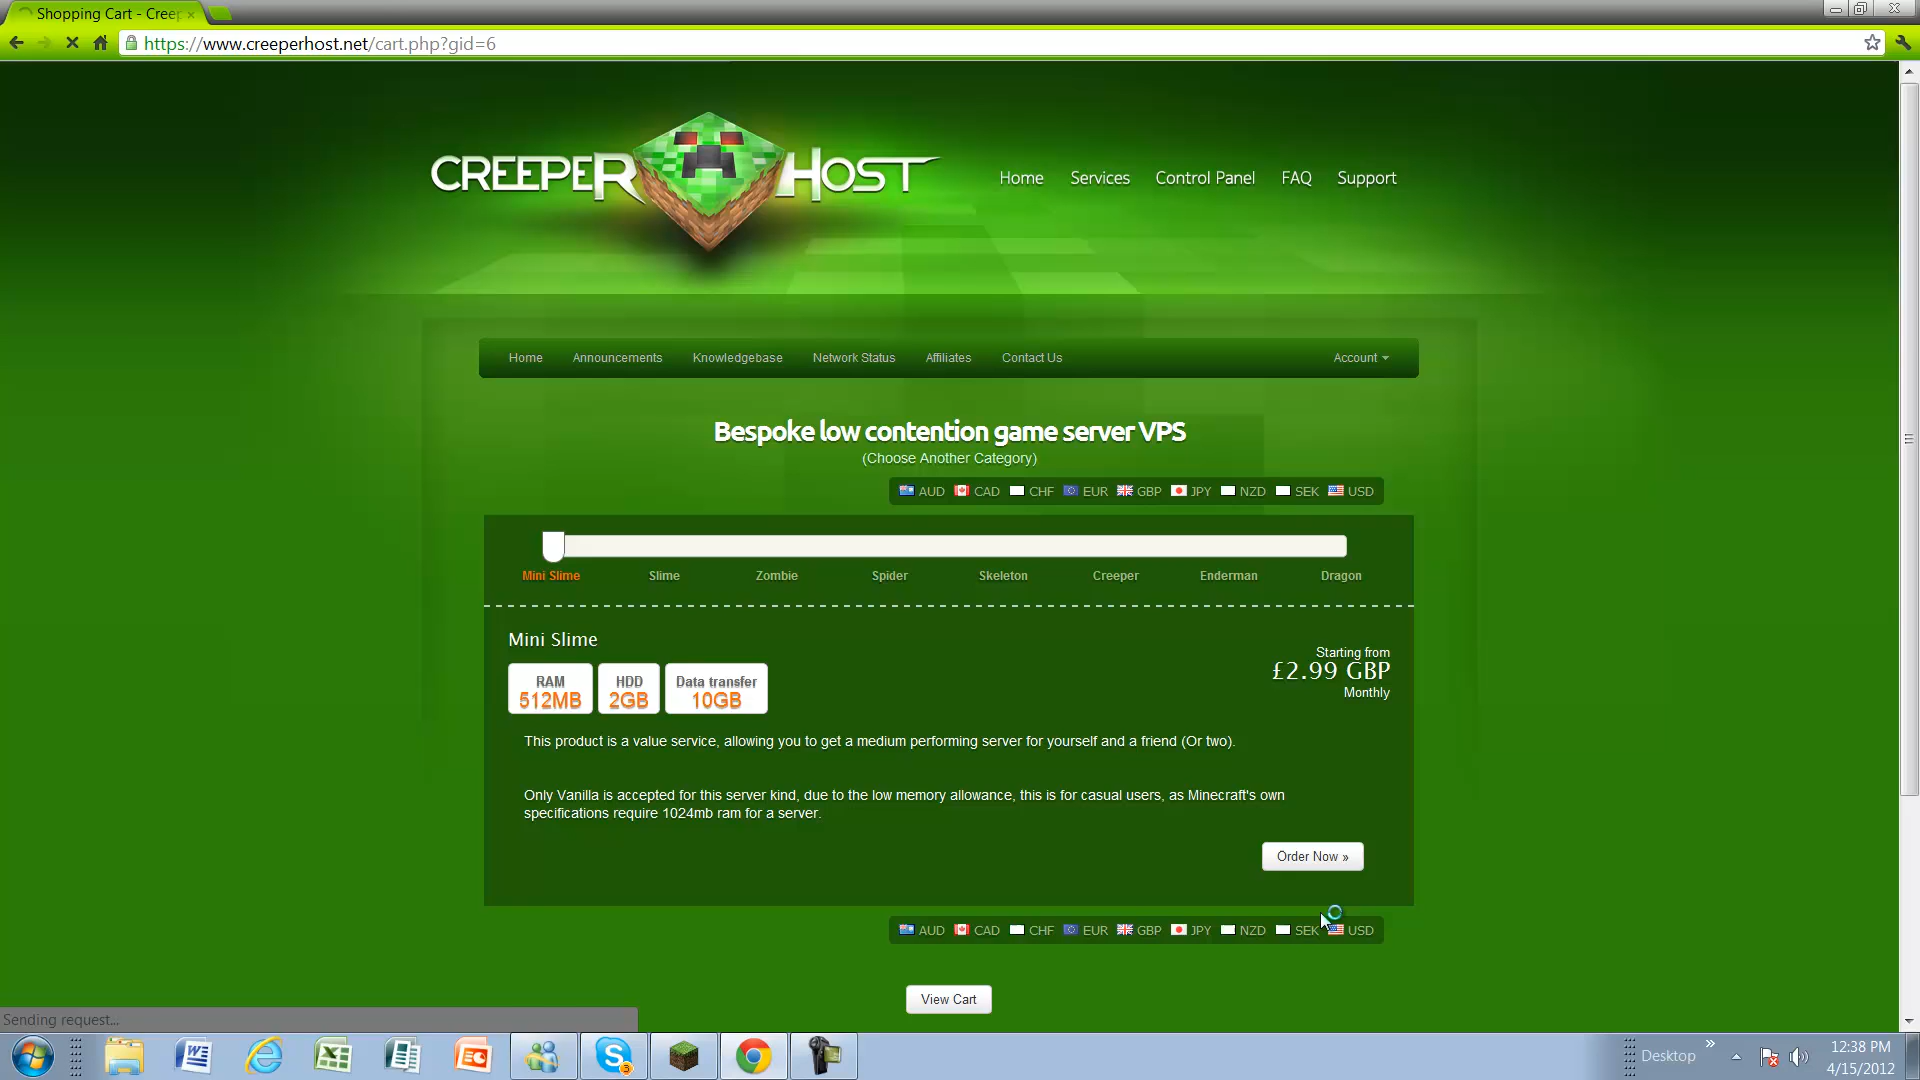 Shopping Cart - Creep
https://www.creeperhost.net/cart.php?gid=6
CREEPER HOST
Home Services Control Panel FAQ Support
Home Announcements Knowledgebase Network Status Affiliates Contact Us Account
Bespoke low contention game server VPS
(Choose Another Category)
AUD CAD CHF EUR GBP JPY NZD SEK USD
Mini Slime Slime Zombie Spider Skeleton Creeper Enderman Dragon
Mini Slime
Starting from
£2.99 GBP
Monthly
RAM HDD Data transfer
512MB 2GB 10GB
This product is a value service, allowing you to get a medium performing server for yourself and a friend (Or two).
Only Vanilla is accepted for this server kind, due to the low memory allowance, this is for casual users, as Minecraft's own
specifications require 1024mb ram for a server.
Order Now »
AUD CAD CHF EUR GBP JPY NZD SEK USD
View Cart
Sending request...
3
Desktop »
12:38 PM
4/15/2012